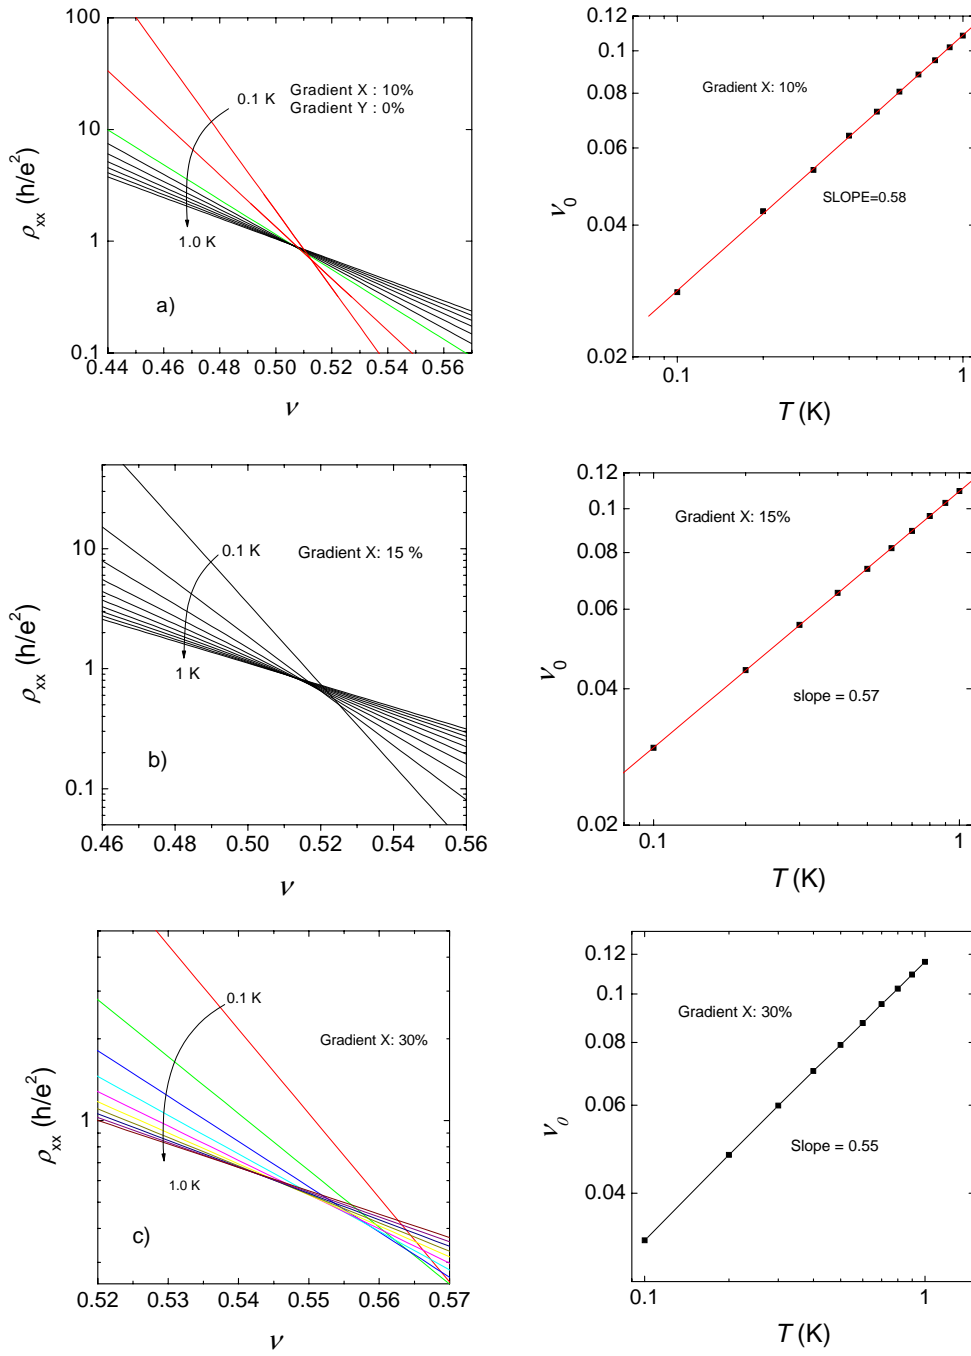 100
10
1
0.1
0.44 0.46 0.48 0.50 0.52 0.54 0.56
ρxx (h/e²)
ν
0.1 K
Gradient X : 10%
Gradient Y : 0%
1.0 K
a)
0.12
0.1
0.08
0.06
0.04
0.02
0.1 1
ν0
T (K)
Gradient X: 10%
SLOPE=0.58
10
1
0.1
0.46 0.48 0.50 0.52 0.54 0.56
ρxx (h/e²)
ν
0.1 K
Gradient X: 15 %
1 K
b)
0.12
0.1
0.08
0.06
0.04
0.02
0.1 1
ν0
T (K)
Gradient X: 15%
slope = 0.57
1
0.52 0.53 0.54 0.55 0.56 0.57
ρxx (h/e²)
ν
0.1 K
Gradient X: 30%
1.0 K
c)
0.12
0.1
0.08
0.06
0.04
0.1 1
ν0
T (K)
Gradient X: 30%
Slope = 0.55